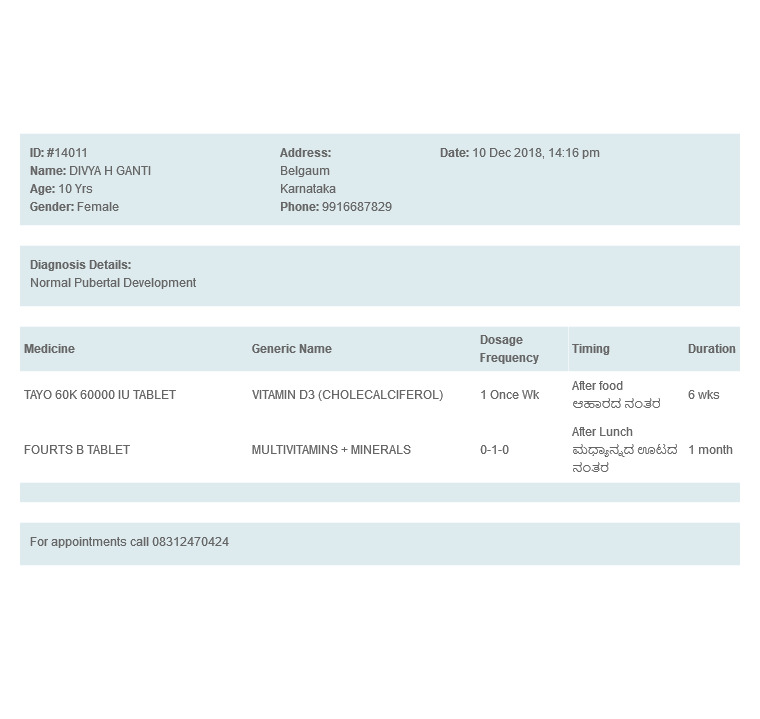 ID: #14011
Name: DIVYA H GANTI
Age: 10 Yrs
Gender: Female
Address:
Belgaum
Karnataka
Phone: 9916687829
Date: 10 Dec 2018, 14:16 pm
Diagnosis Details:
Normal Pubertal Development
Medicine Generic Name Dosage Frequency Timing Duration
TAYO 60K 60000 IU TABLET VITAMIN D3 (CHOLECALCIFEROL) 1 Once Wk After food 6 wks
ಆಹಾರದ ನಂತರ
FOURTS B TABLET MULTIVITAMINS + MINERALS 0-1-0 After Lunch 1 month
ಮಧ್ಯಾನ್ನದ ಊಟದ
ನಂತರ
For appointments call 08312470424